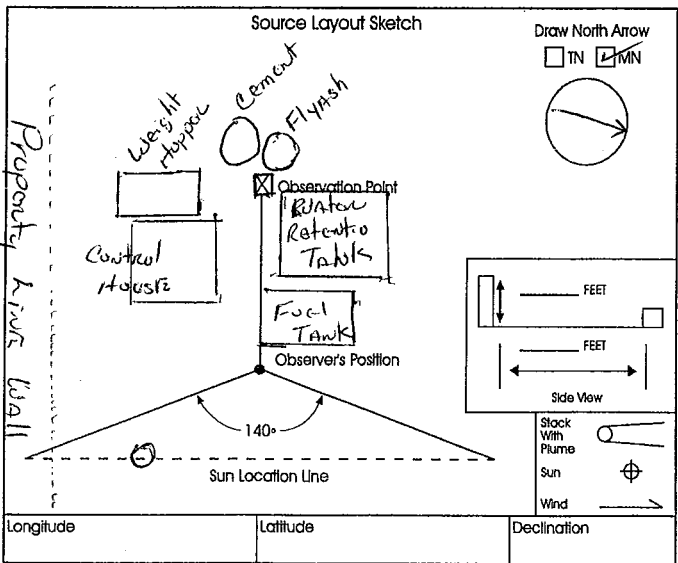 Source Layout Sketch
Draw North Arrow
TN
MN
Cement
FlyAsh
Weight
Hopper
Property Line Wall
Observation Point
Retentio
Tank
Control
House
Fuel
Tank
Observer's Position
140°
Sun Location Line
FEET
FEET
Side View
Stack
With
Plume
Sun
Wind
Longitude
Latitude
Declination